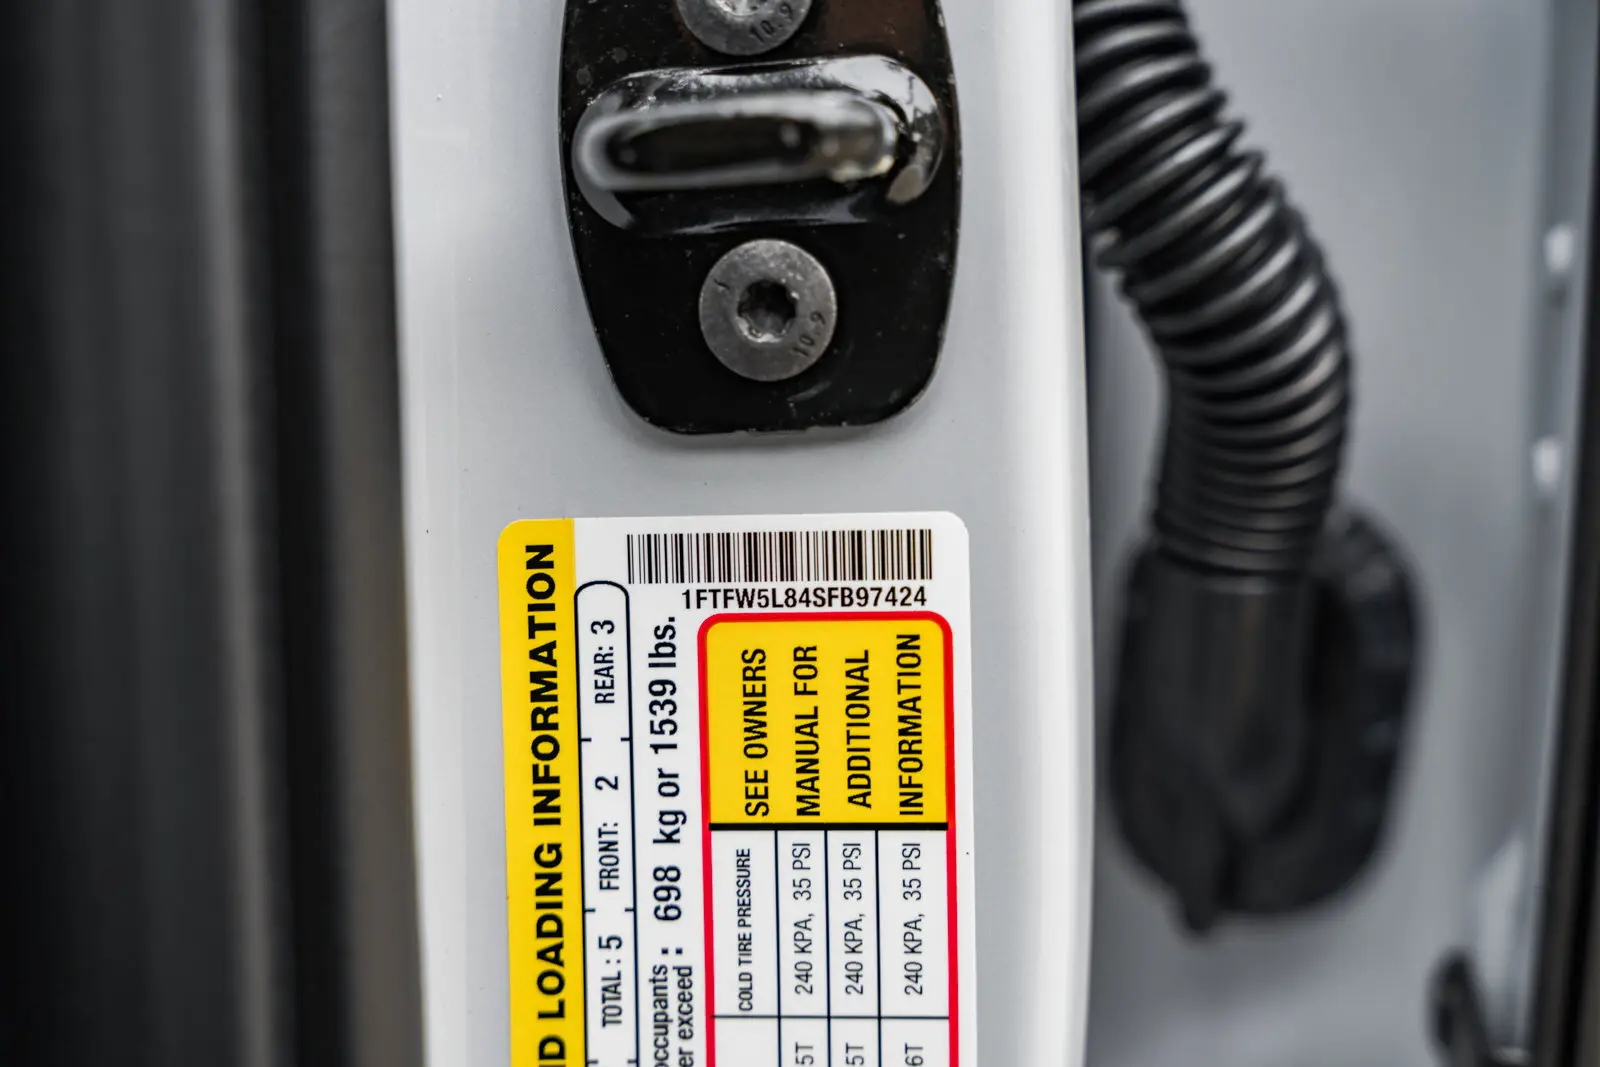 10.9
10.9
1FTFW5L84SFB97424
LOADING INFORMATION
TOTAL: 5 FRONT: 2 REAR: 3
occupants
exceed : 698 kg or 1539 lbs.
SEE OWNERS
MANUAL FOR
ADDITIONAL
INFORMATION
COLD TIRE PRESSURE
240 KPA, 35 PSI
240 KPA, 35 PSI
240 KPA, 35 PSI